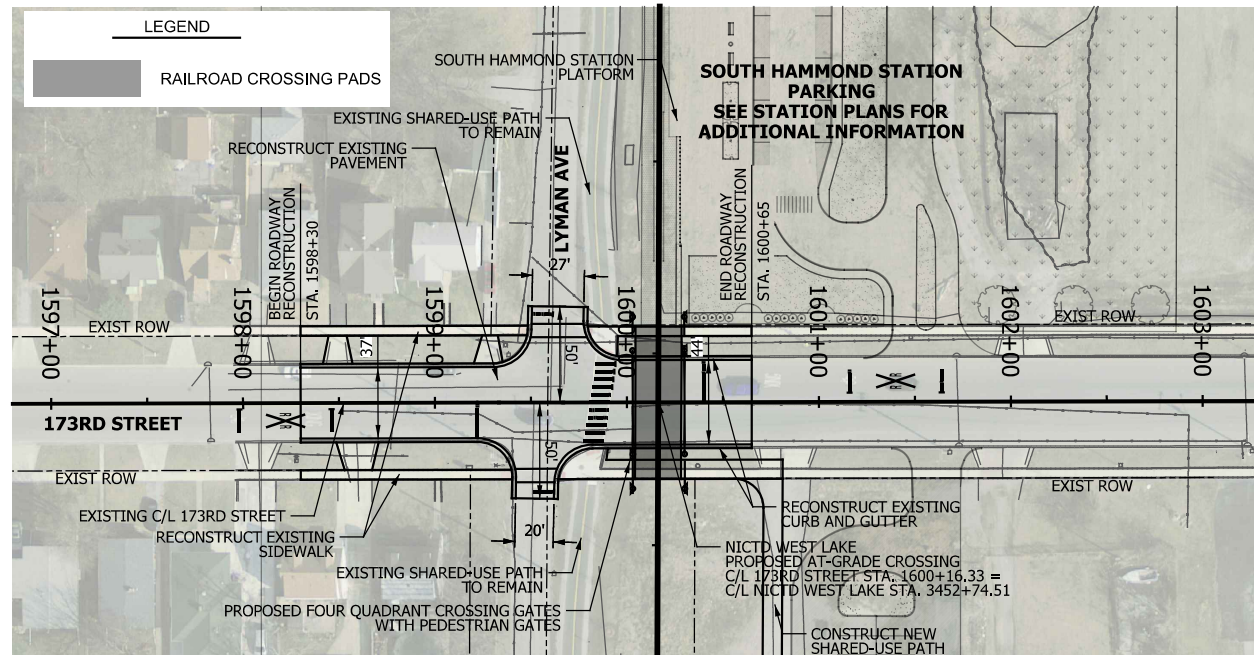 LEGEND
RAILROAD CROSSING PADS
SOUTH HAMMOND STATION
PLATFORM
SOUTH HAMMOND STATION
PARKING
SEE STATION PLANS FOR
ADDITIONAL INFORMATION
EXISTING SHARED-USE PATH
TO REMAIN
RECONSTRUCT EXISTING
PAVEMENT
LYMAN AVE
BEGIN ROADWAY
RECONSTRUCTION
STA. 1598+30
END ROADWAY
RECONSTRUCTION
STA. 1600+65
27'
1597+00
1598+00
1599+00
1600+00
1601+00
1602+00
1603+00
EXIST ROW
EXIST ROW
37'
50'
44'
173RD STREET
50'
EXIST ROW
EXIST ROW
EXISTING C/L 173RD STREET
RECONSTRUCT EXISTING
SIDEWALK
20'
RECONSTRUCT EXISTING
CURB AND GUTTER
EXISTING SHARED-USE PATH
TO REMAIN
NICTD WEST LAKE
PROPOSED AT-GRADE CROSSING
C/L 173RD STREET STA. 1600+16.33 =
C/L NICTD WEST LAKE STA. 3452+74.51
PROPOSED FOUR QUADRANT CROSSING GATES
WITH PEDESTRIAN GATES
CONSTRUCT NEW
SHARED-USE PATH